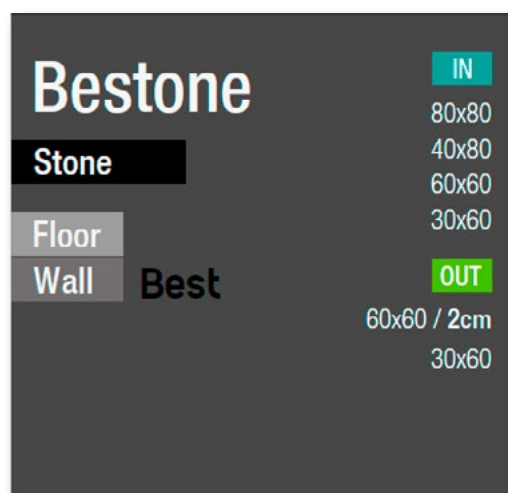 Bestone
Stone
Floor
Wall
Best
IN
80x80
40x80
60x60
30x60
OUT
60x60 / 2cm
30x60